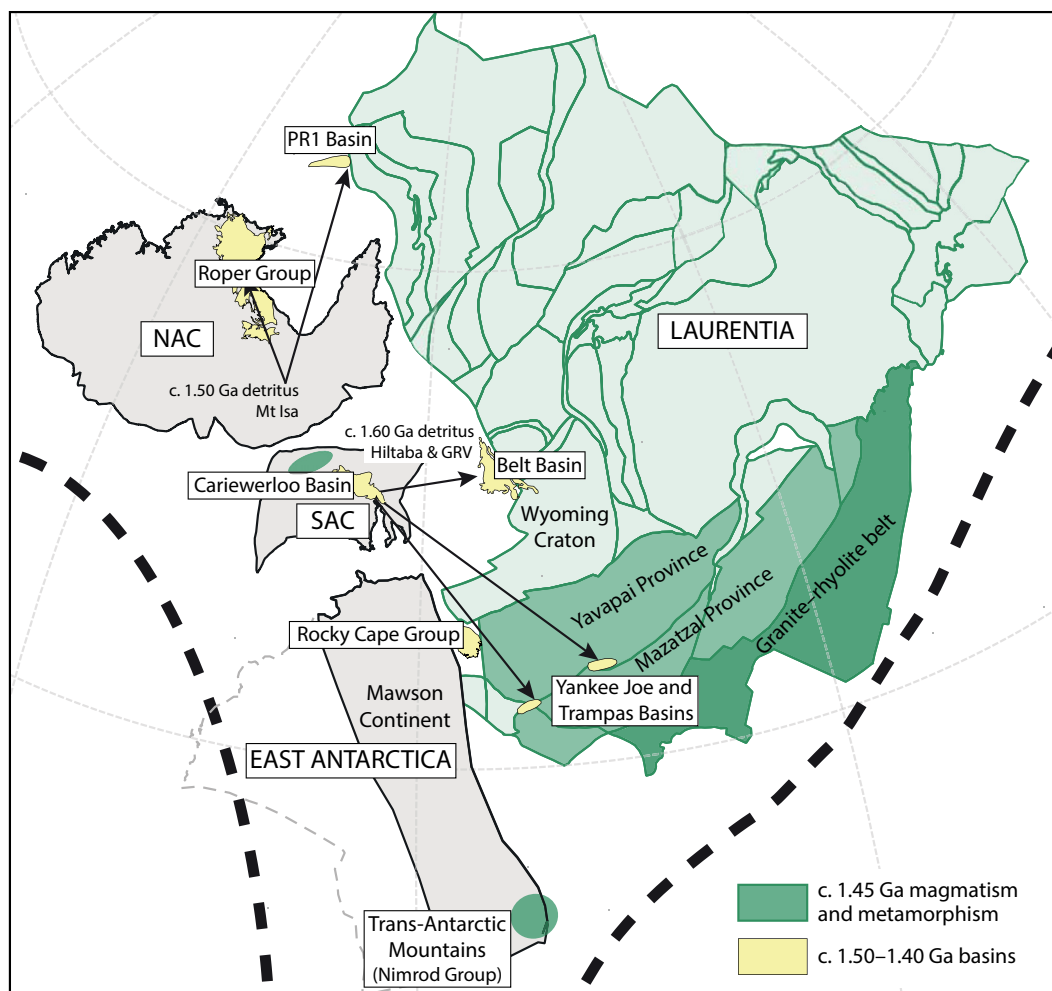 PR1 Basin
Roper Group
NAC
LAURENTIA
c. 1.50 Ga detritus
Mt Isa
c. 1.60 Ga detritus
Hiltaba & GRV
Belt Basin
Cariewerloo Basin
SAC
Wyoming
Craton
Yavapai Province
Mazatzal Province
Granite–rhyolite belt
Rocky Cape Group
Yankee Joe and
Trampas Basins
Mawson
Continent
EAST ANTARCTICA
c. 1.45 Ga magmatism
and metamorphism
c. 1.50–1.40 Ga basins
Trans-Antarctic
Mountains
(Nimrod Group)